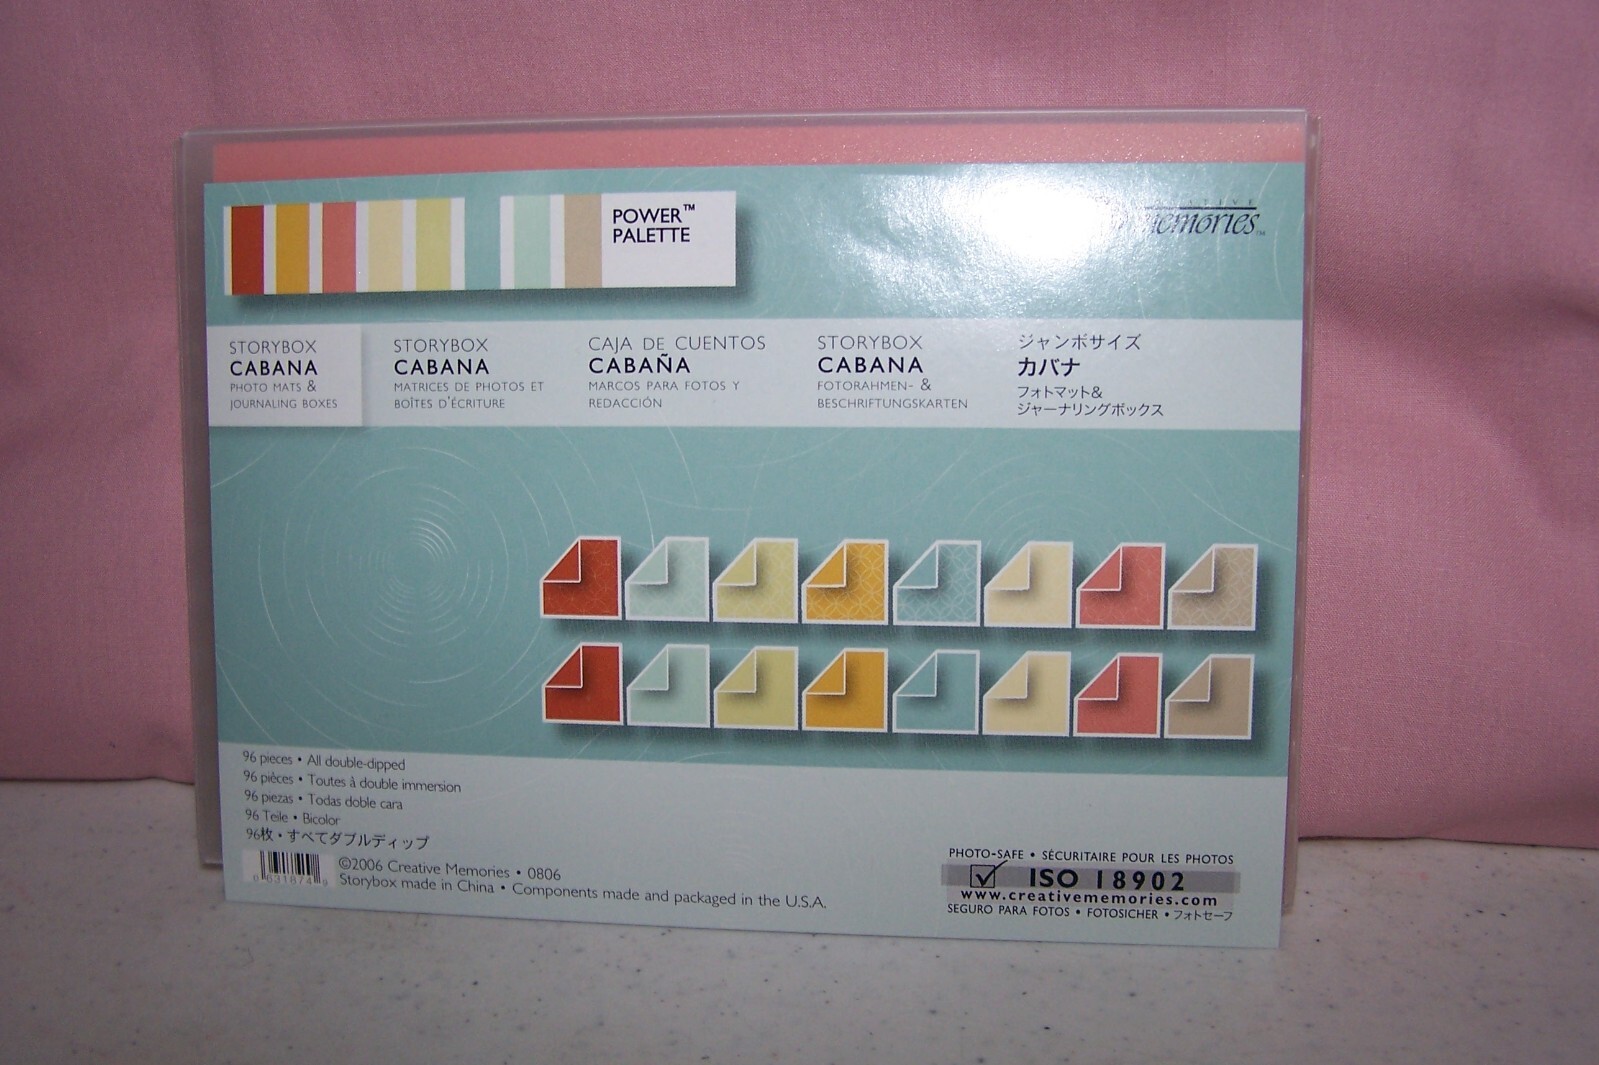 POWER™
PALETTE
memories™
STORYBOX
CABANA
PHOTO MATS &
JOURNALING BOXES
STORYBOX
CABANA
MATRICES DE PHOTOS ET
BOÎTES D'ÉCRITURE
CAJA DE CUENTOS
CABAÑA
MARCOS PARA FOTOS Y
REDACCIÓN
STORYBOX
CABANA
FOTORAHMEN- &
BESCHRIFTUNGSKARTEN
ジャンボサイズ
カバナ
フォトマット&
ジャーナリングボックス
96 pieces • All double-dipped
96 pièces • Toutes à double immersion
96 piezas • Todas doble cara
96 Teile • Bicolor
96枚・すべてダブルディップ
©2006 Creative Memories • 0806
Storybox made in China • Components made and packaged in the U.S.A.
PHOTO-SAFE • SÉCURITAIRE POUR LES PHOTOS
ISO 18902
www.creativememories.com
SEGURO PARA FOTOS • FOTOSICHER • フォトセーフ